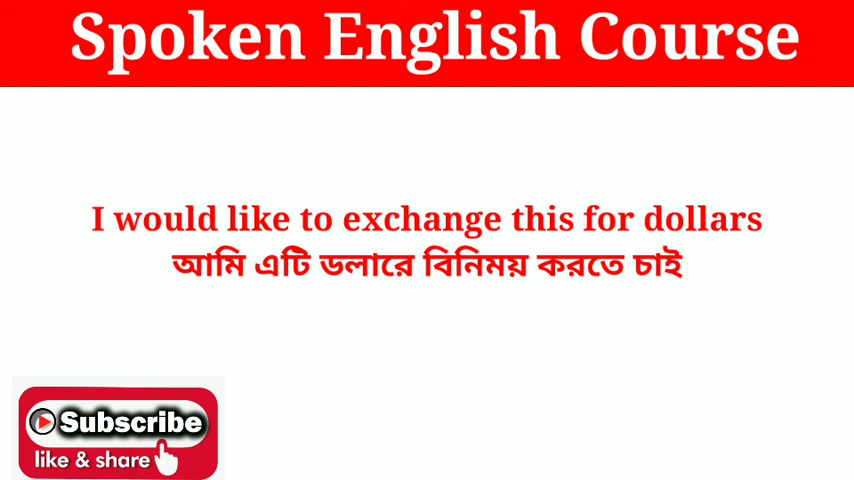 Spoken English Course
I would like to exchange this for dollars
আমি এটি ডলারে বিনিময় করতে চাই
Subscribe
like & share